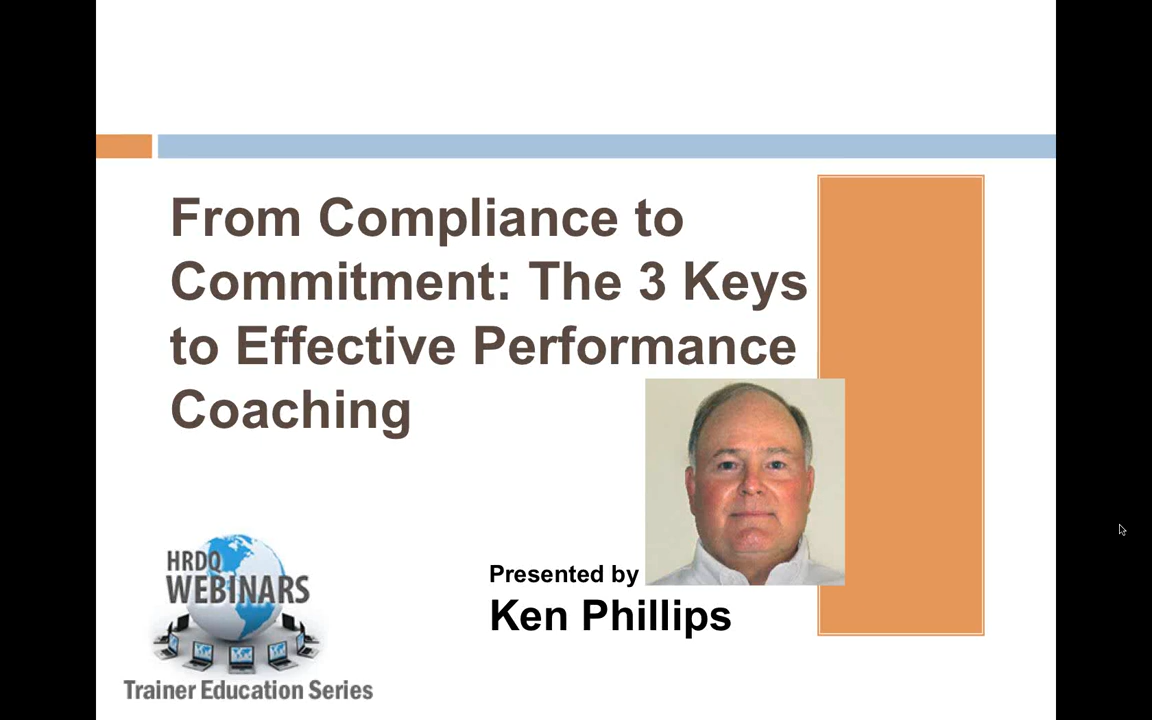 From Compliance to
Commitment: The 3 Keys
to Effective Performance
Coaching
Presented by
Ken Phillips
HRDQ
WEBINARS
Trainer Education Series